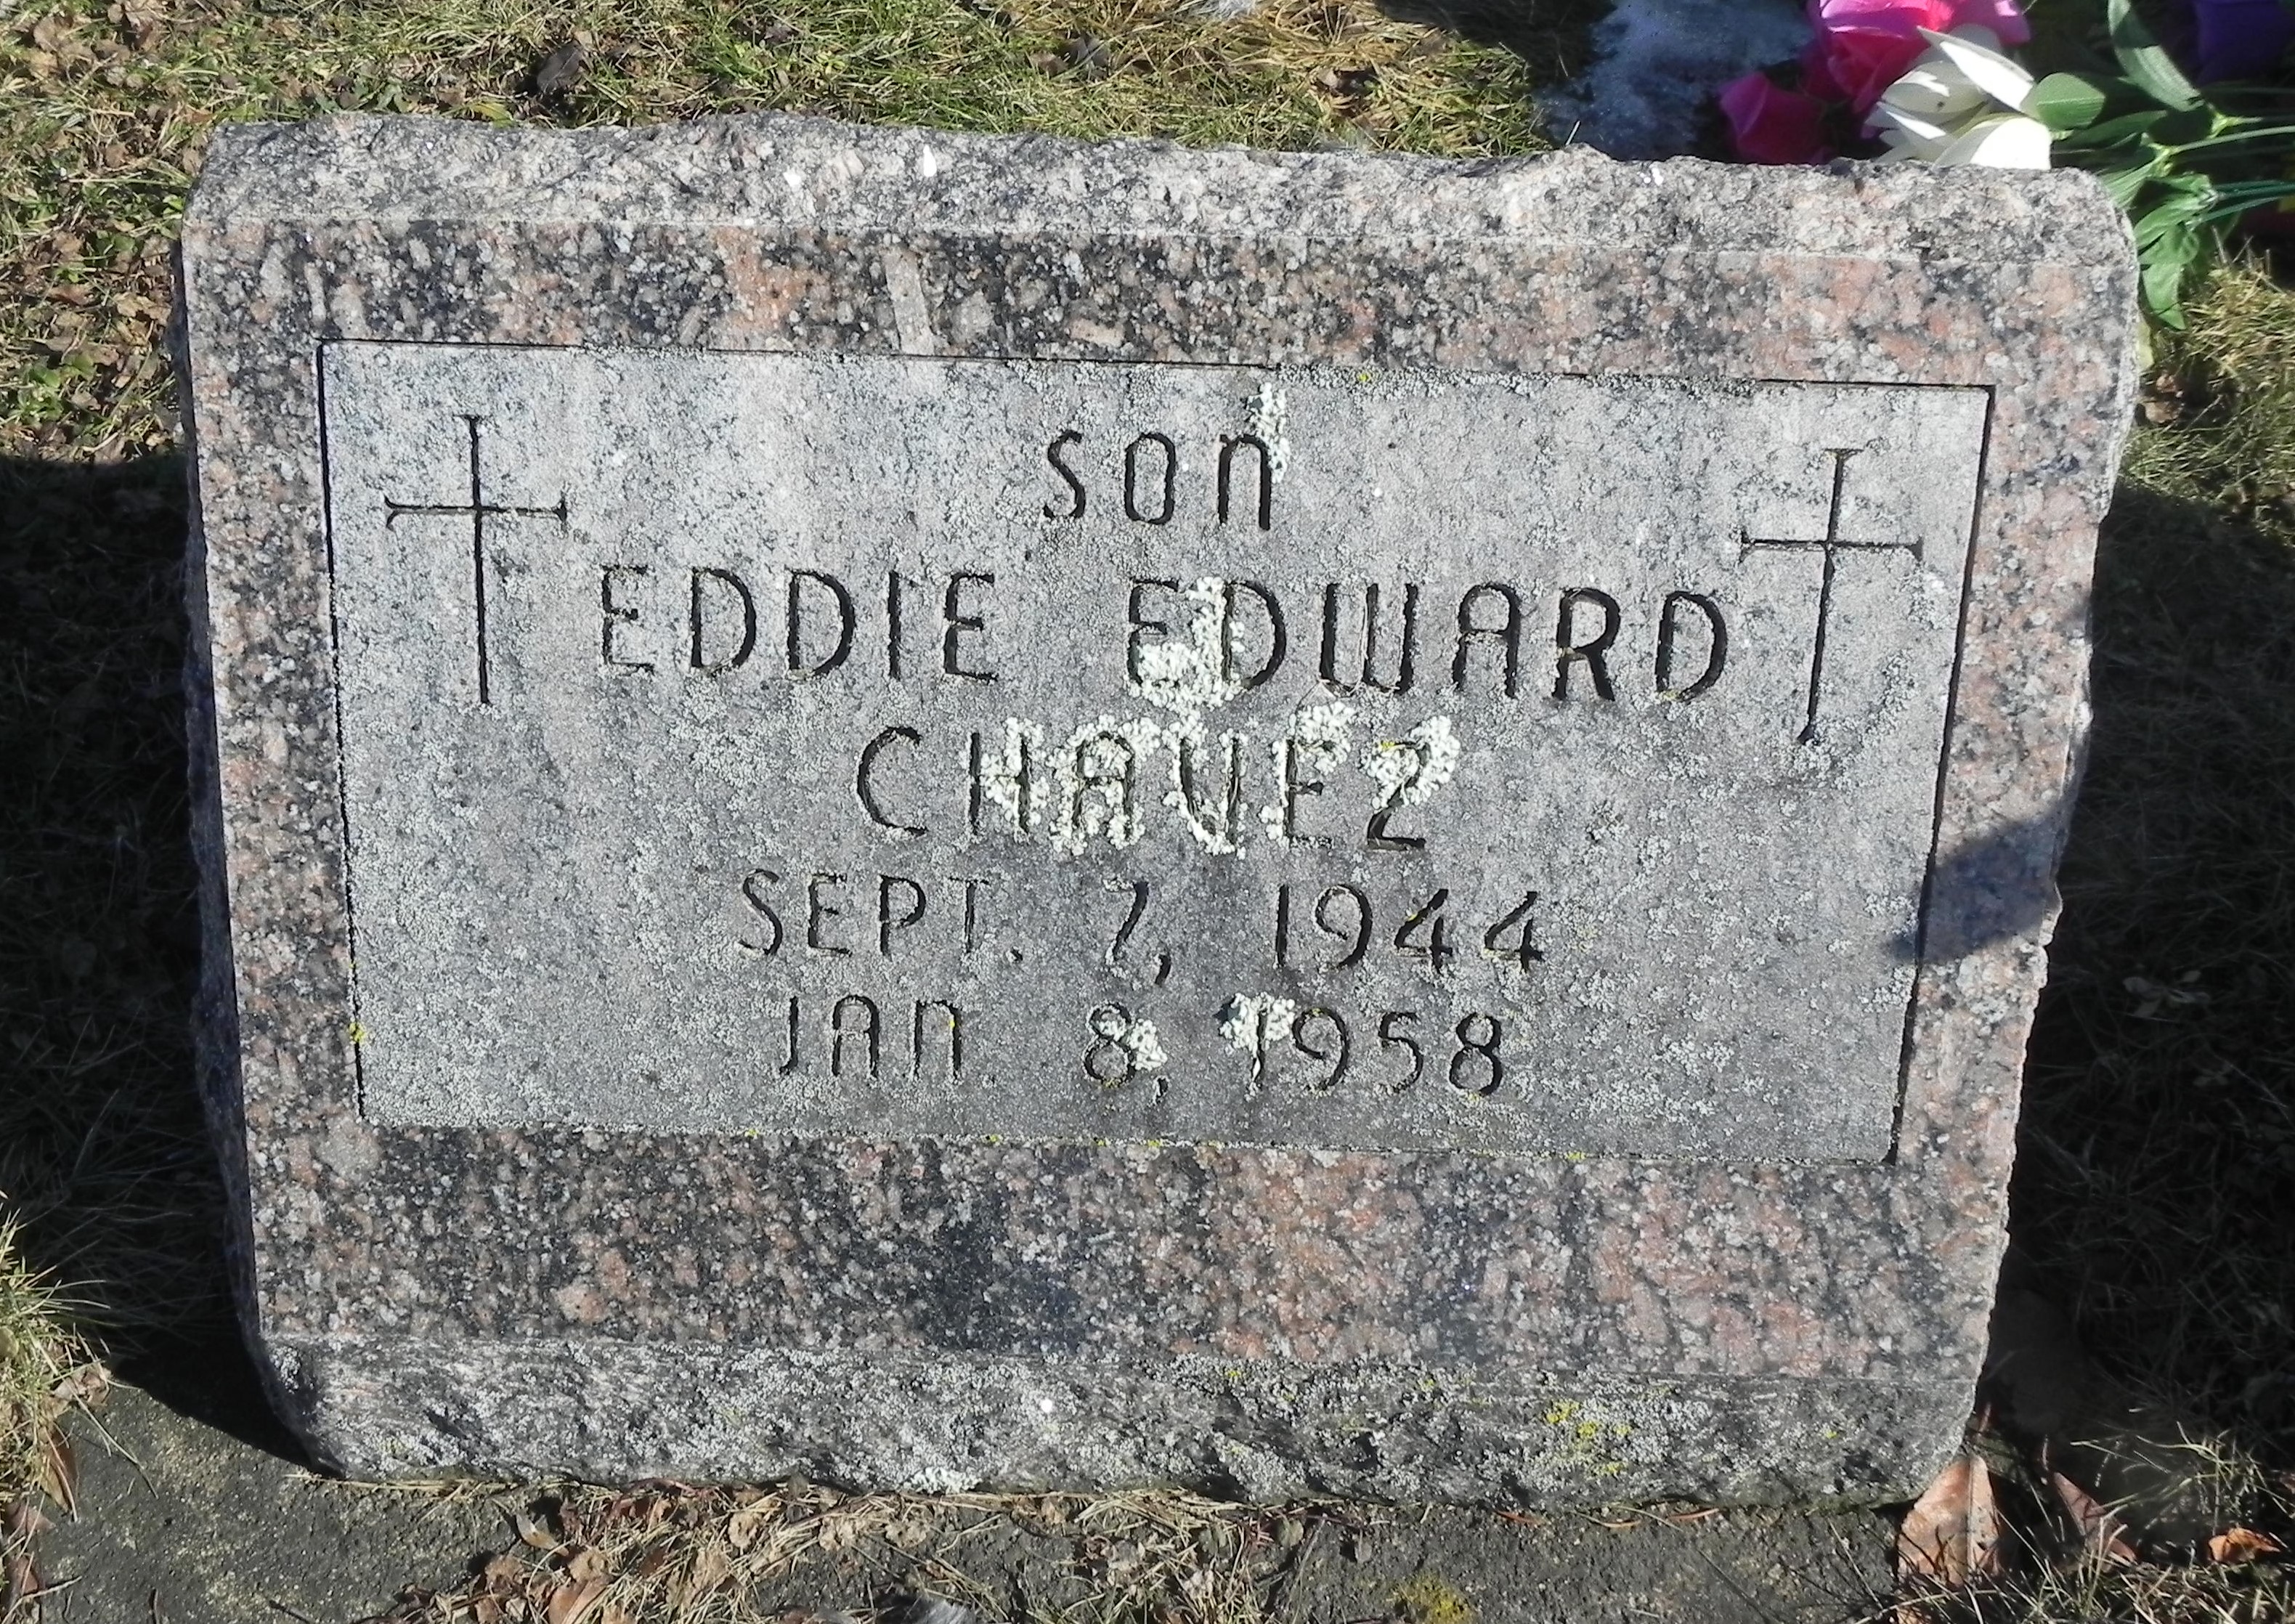 SON
EDDIE EDWARD
CHAVEZ
SEPT. 7, 1944
JAN 8, 1958